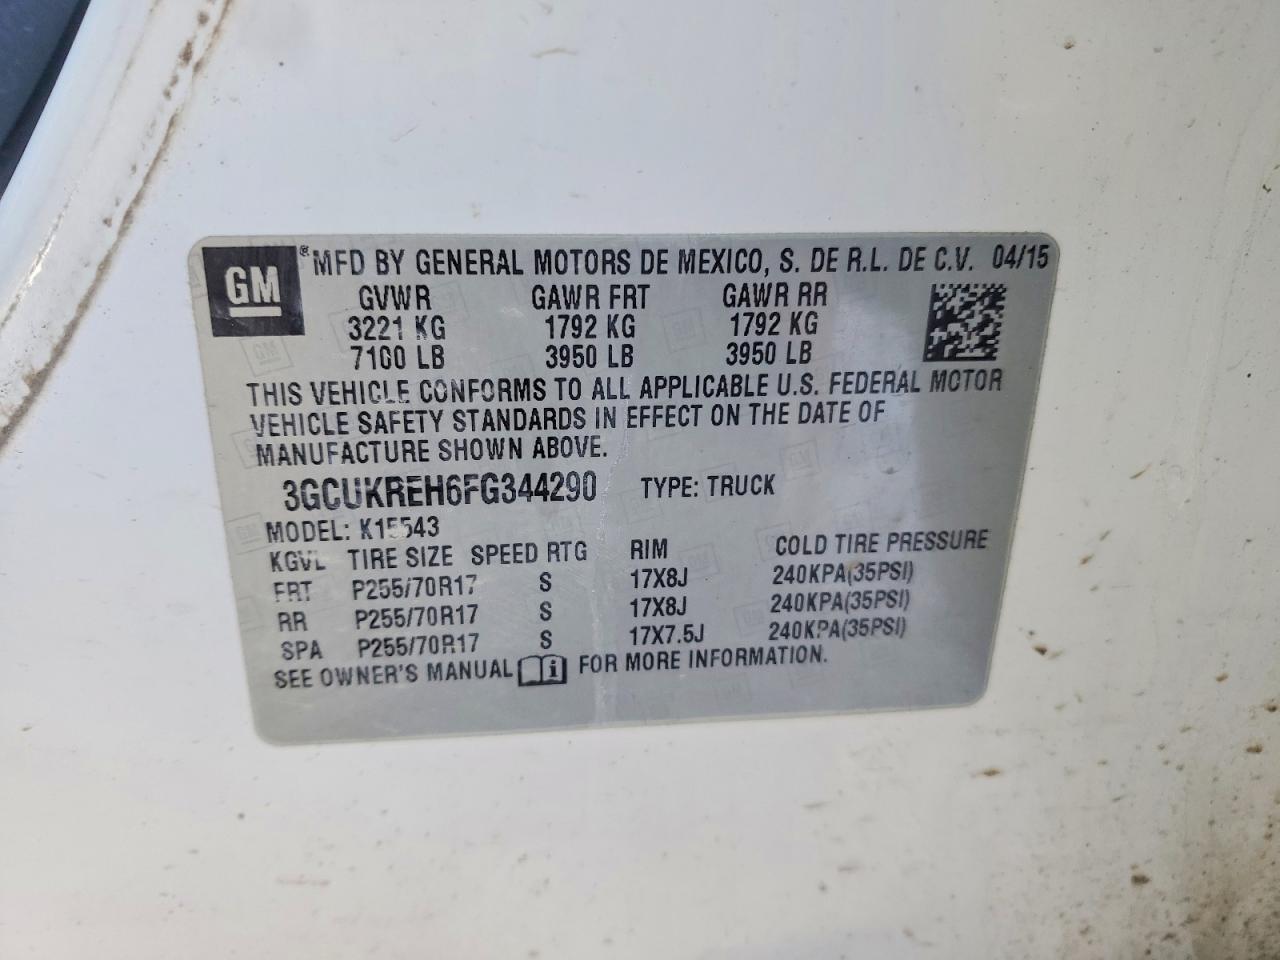 GM ® MFD BY GENERAL MOTORS DE MEXICO, S. DE R.L. DE C.V. 04/15
GVWR GAWR FRT GAWR RR
3221 KG 1792 KG 1792 KG
7100 LB 3950 LB 3950 LB
THIS VEHICLE CONFORMS TO ALL APPLICABLE U.S. FEDERAL MOTOR
VEHICLE SAFETY STANDARDS IN EFFECT ON THE DATE OF
MANUFACTURE SHOWN ABOVE.
3GCUKREH6FG344290 TYPE: TRUCK
MODEL: K15543
KGVL TIRE SIZE SPEED RTG RIM COLD TIRE PRESSURE
FRT P255/70R17 S 17X8J 240KPA(35PSI)
RR P255/70R17 S 17X8J 240KPA(35PSI)
SPA P255/70R17 S 17X7.5J 240KPA(35PSI)
SEE OWNER'S MANUAL i FOR MORE INFORMATION.